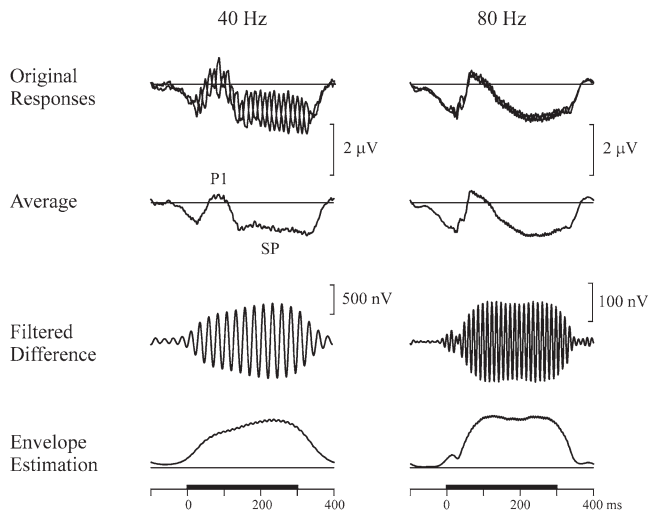 40 Hz
80 Hz
Original
Responses
2 μV
2 μV
Average
P1
SP
500 nV
100 nV
Filtered
Difference
Envelope
Estimation
0
200
400
0
200
400 ms